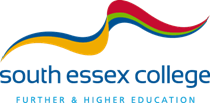 south essex college
FURTHER & HIGHER EDUCATION